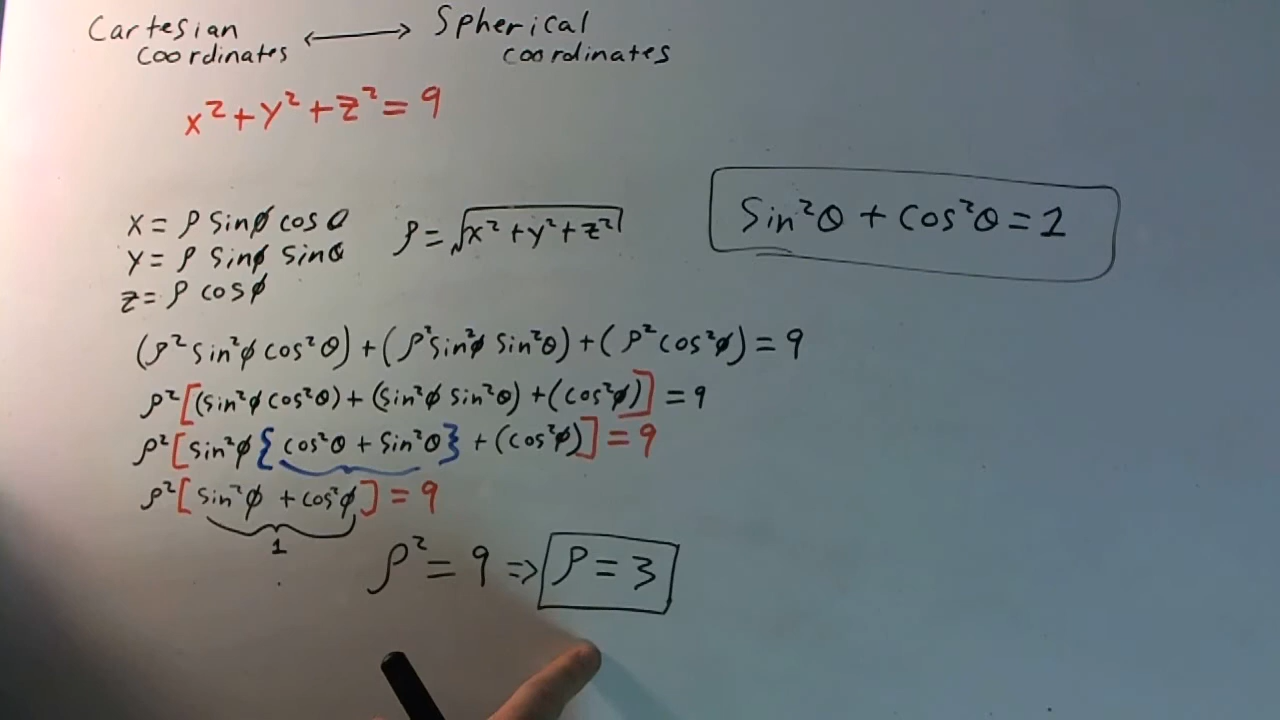 Cartesian coordinates ⟷ Spherical coordinates
x² + y² + z² = 9
x = ρ sinϕ cosθ
y = ρ sinϕ sinθ
z = ρ cosϕ
ρ = √(x² + y² + z²)
Sin²θ + cos²θ = 1
(ρ² sin²ϕ cos²θ) + (ρ² sin²ϕ sin²θ) + (ρ² cos²ϕ) = 9
ρ² [(sin²ϕ cos²θ) + (sin²ϕ sin²θ) + (cos²ϕ)] = 9
ρ² [sin²ϕ {cos²θ + sin²θ} + (cos²ϕ)] = 9
ρ² [sin²ϕ + cos²ϕ] = 9
1
ρ² = 9 ⇒ ρ = 3